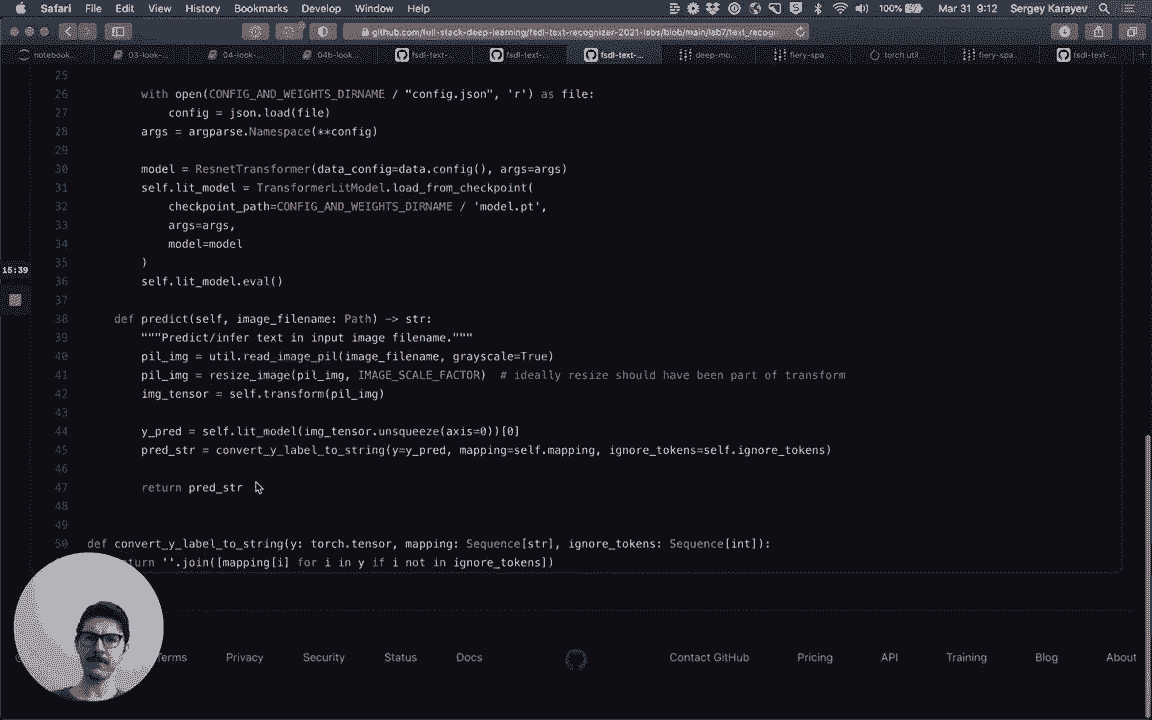 Safari File Edit View History Bookmarks Develop Window Help 100% Mar 31 9:12 Sergey Karayev
github.com/full-stack-deep-learning/fsdl-text-recognizer-2021-labs/blob/main/lab7/text_recogn
notebook... 03-look-... 04-look-... 04b-look... fsdl-text-... fsdl-text-... fsdl-text-... deep-mo... fiery-spa... torch.util... fiery-spa... fsdl-text-...
25
26 with open(CONFIG_AND_WEIGHTS_DIRNAME / "config.json", 'r') as file:
27 config = json.load(file)
28 args = argparse.Namespace(**config)
29
30 model = ResnetTransformer(data_config=data.config(), args=args)
31 self.lit_model = TransformerLitModel.load_from_checkpoint(
32 checkpoint_path=CONFIG_AND_WEIGHTS_DIRNAME / 'model.pt',
33 args=args,
34 model=model
35 )
36 self.lit_model.eval()
37
38 def predict(self, image_filename: Path) -> str:
39 """Predict/infer text in input image filename."""
40 pil_img = util.read_image_pil(image_filename, grayscale=True)
41 pil_img = resize_image(pil_img, IMAGE_SCALE_FACTOR) # ideally resize should have been part of transform
42 img_tensor = self.transform(pil_img)
43
44 y_pred = self.lit_model(img_tensor.unsqueeze(axis=0))[0]
45 pred_str = convert_y_label_to_string(y=y_pred, mapping=self.mapping, ignore_tokens=self.ignore_tokens)
46
47 return pred_str
48
49
50 def convert_y_label_to_string(y: torch.tensor, mapping: Sequence[str], ignore_tokens: Sequence[int]):
turn ''.join([mapping[i] for i in y if i not in ignore_tokens])
15:39
Terms Privacy Security Status Docs Contact GitHub Pricing API Training Blog About